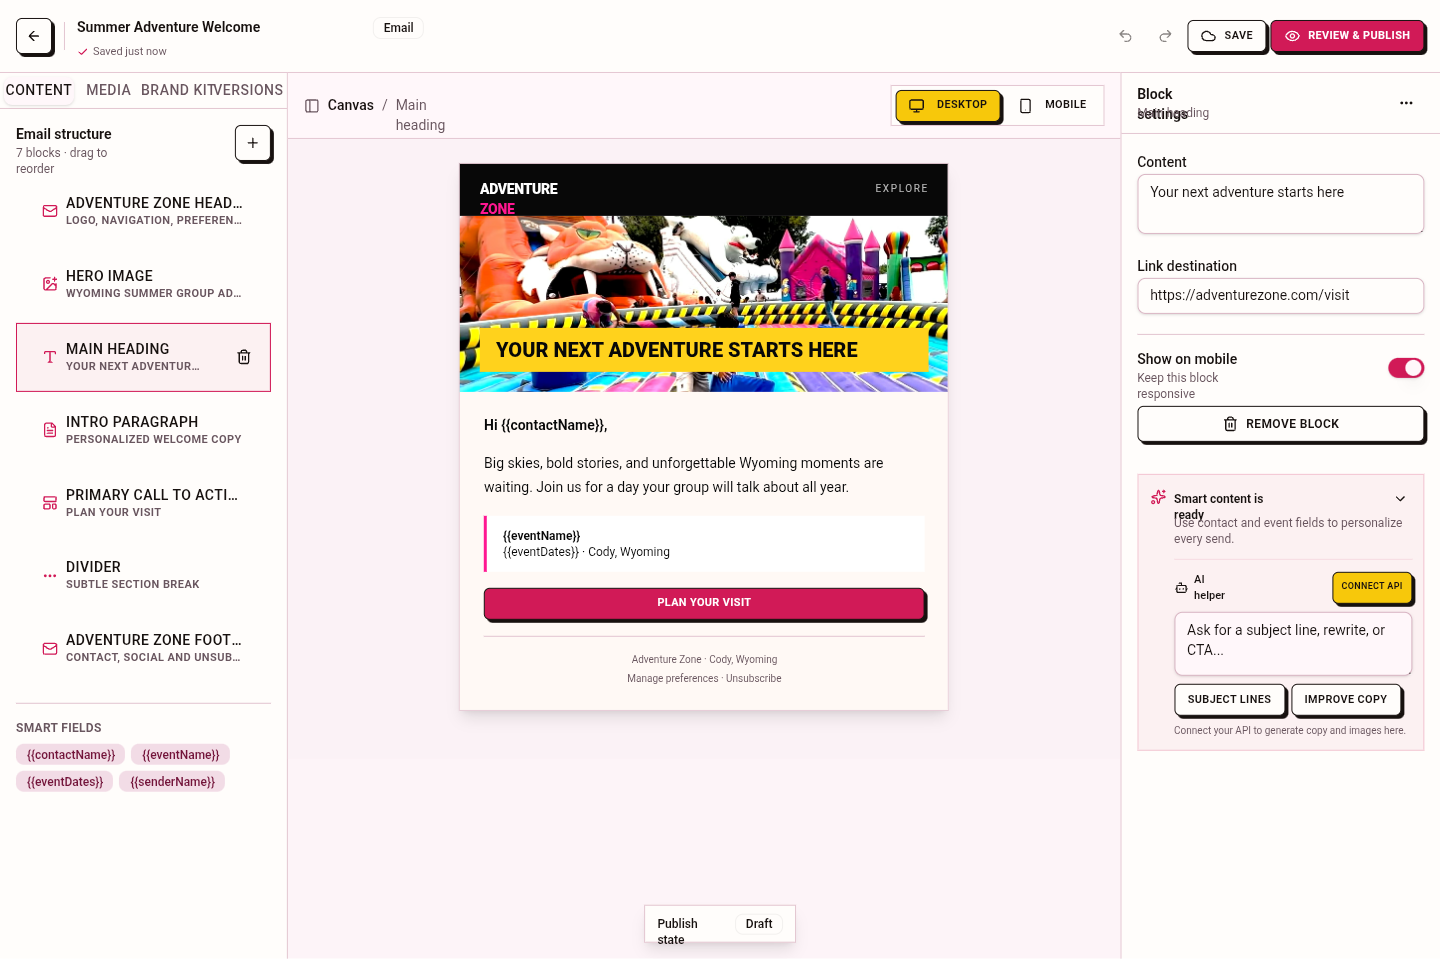 Summer Adventure Welcome
Saved just now
Email
SAVE
REVIEW & PUBLISH
CONTENT
MEDIA
BRAND KIT
VERSIONS
Email structure
7 blocks · drag to
reorder
ADVENTURE ZONE HEAD…
LOGO, NAVIGATION, PREFEREN…
HERO IMAGE
WYOMING SUMMER GROUP AD…
MAIN HEADING
YOUR NEXT ADVENTUR…
INTRO PARAGRAPH
PERSONALIZED WELCOME COPY
PRIMARY CALL TO ACTI…
PLAN YOUR VISIT
DIVIDER
SUBTLE SECTION BREAK
ADVENTURE ZONE FOOT…
CONTACT, SOCIAL AND UNSUB…
SMART FIELDS
{{contactName}}
{{eventName}}
{{eventDates}}
{{senderName}}
Canvas / Main
heading
DESKTOP
MOBILE
ADVENTURE
ZONE
EXPLORE
YOUR NEXT ADVENTURE STARTS HERE
Hi {{contactName}},
Big skies, bold stories, and unforgettable Wyoming moments are
waiting. Join us for a day your group will talk about all year.
{{eventName}}
{{eventDates}} · Cody, Wyoming
PLAN YOUR VISIT
Adventure Zone · Cody, Wyoming
Manage preferences · Unsubscribe
Publish
state
Draft
Block
settings
Main heading
Content
Your next adventure starts here
Link destination
https://adventurezone.com/visit
Show on mobile
Keep this block
responsive
REMOVE BLOCK
Smart content is
ready
Use contact and event fields to personalize
every send.
AI
helper
CONNECT API
Ask for a subject line, rewrite, or
CTA...
SUBJECT LINES
IMPROVE COPY
Connect your API to generate copy and images here.